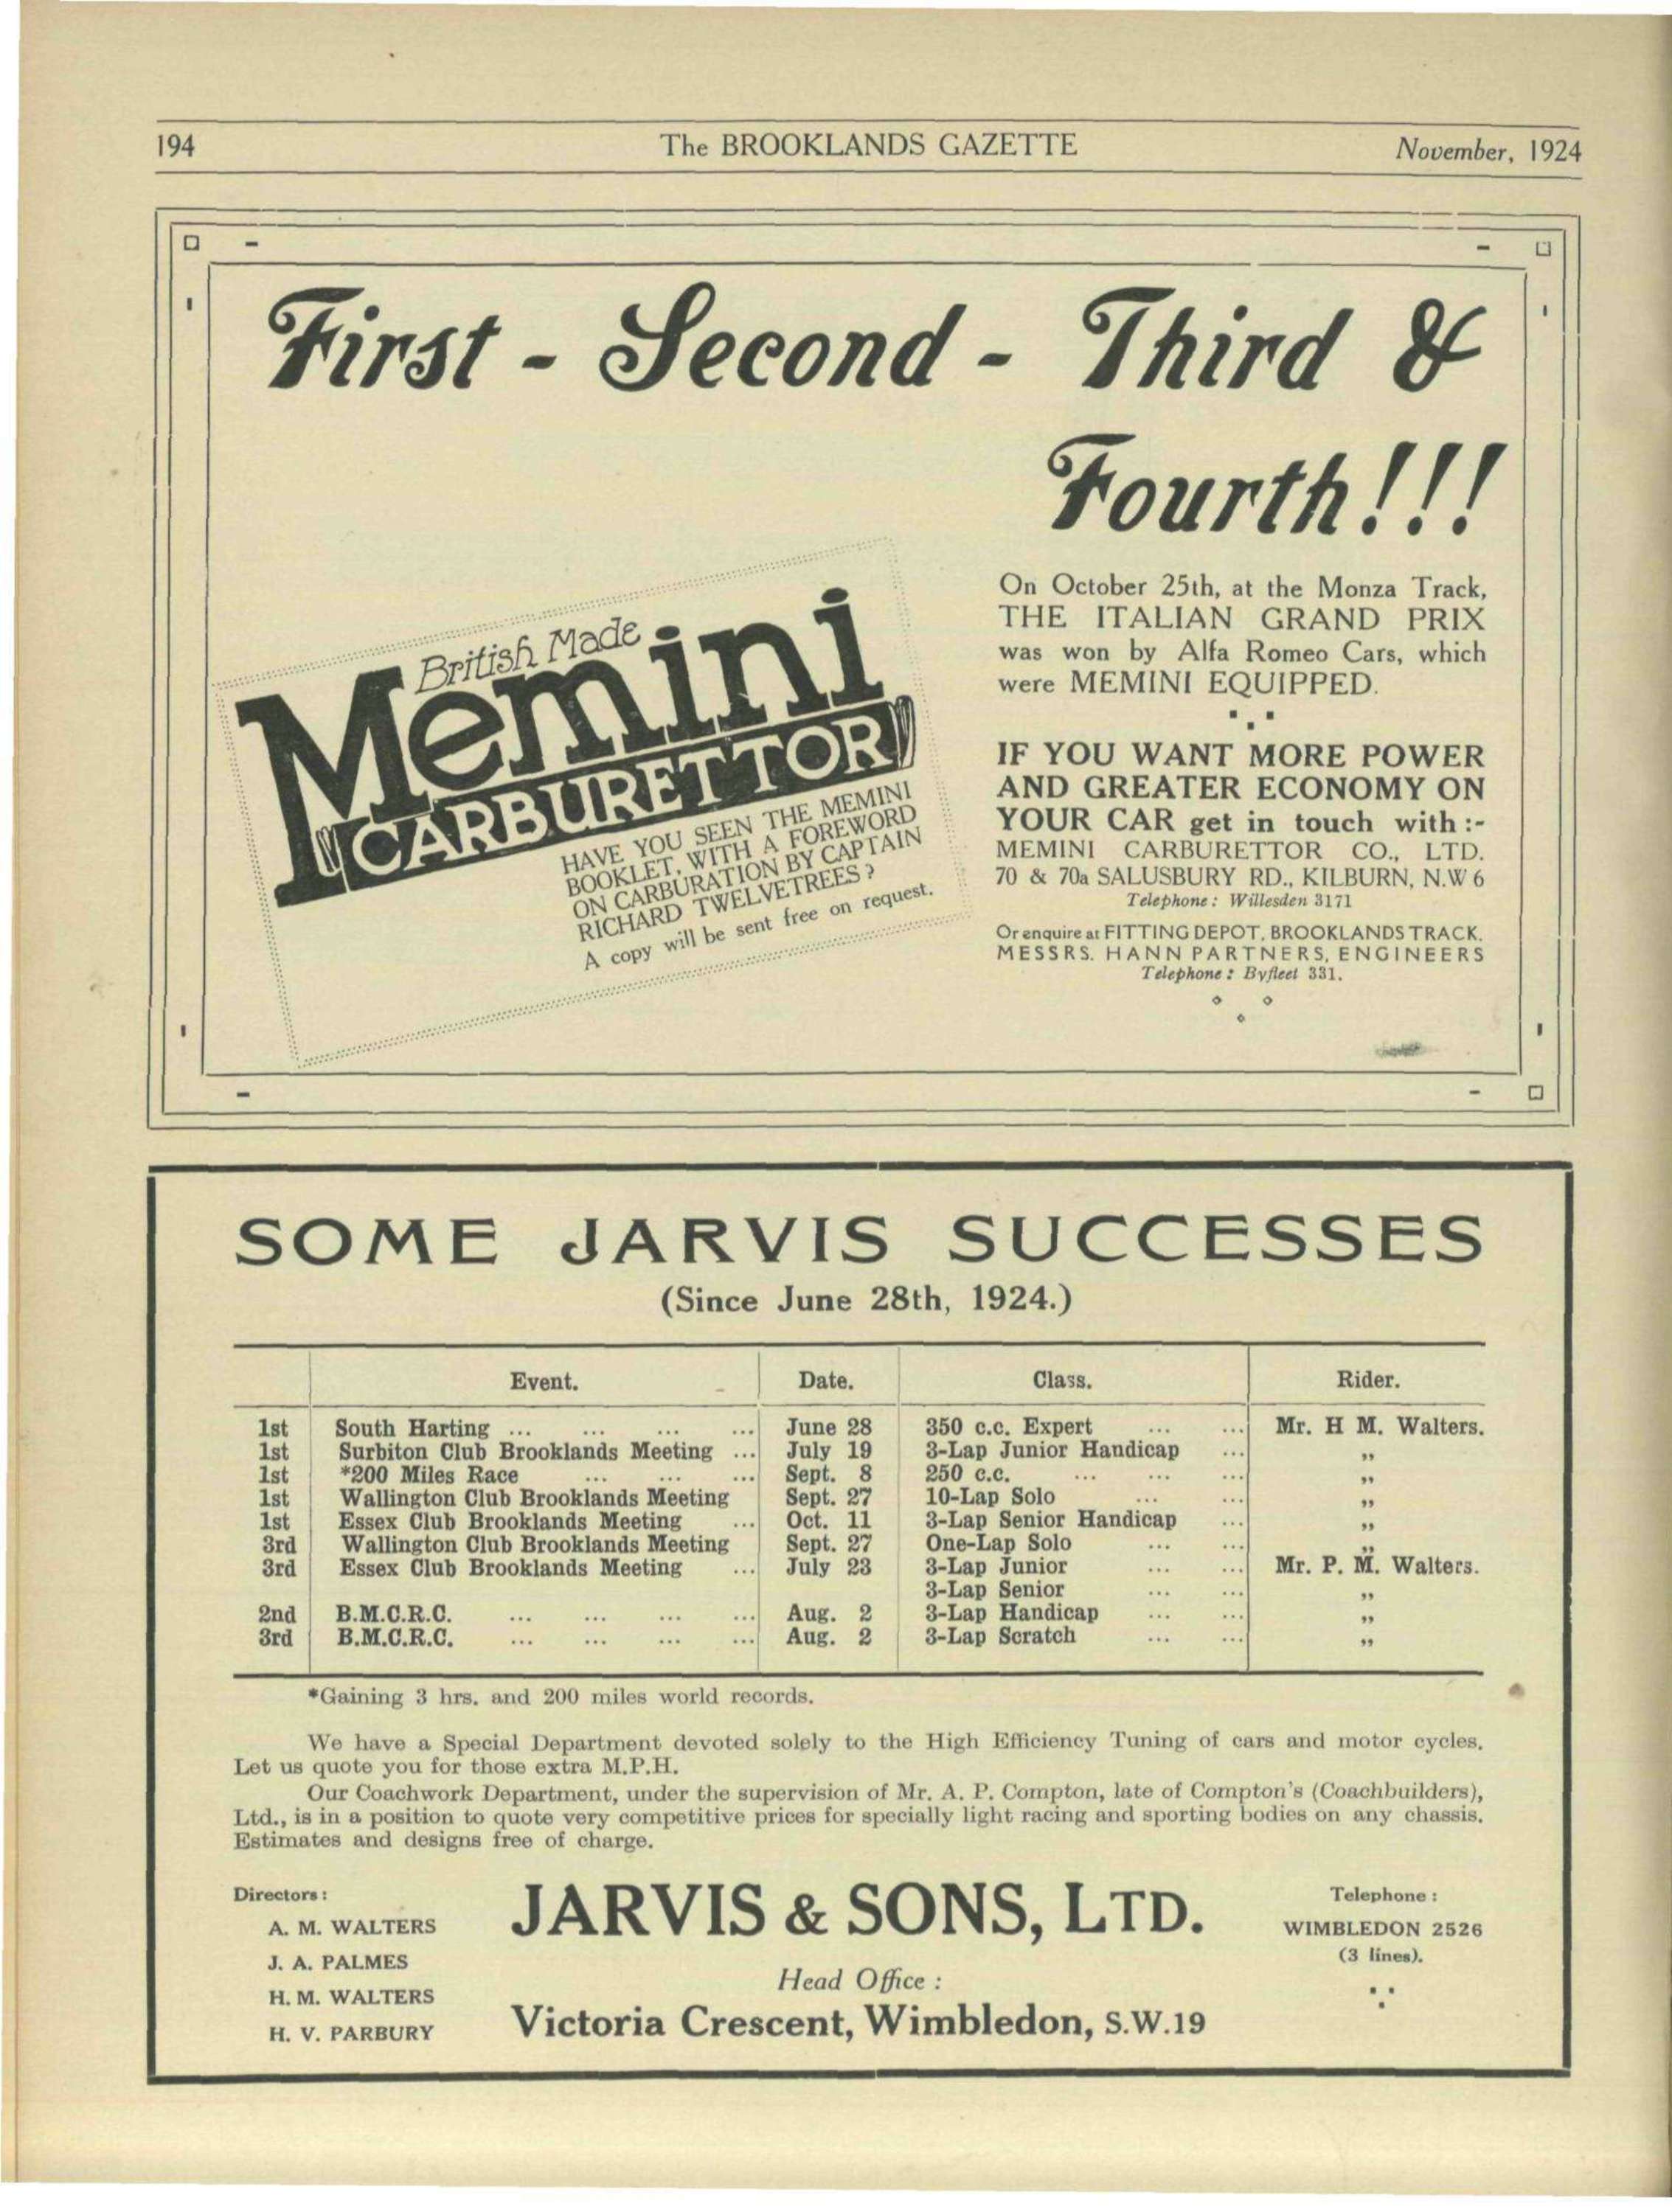 194 The BROOKLANDS GAZETTE November, 1924
First - Second - Third &
Fourth!!!
British Made
Memini
CARBURETTOR
HAVE YOU SEEN THE MEMINI
BOOKLET, WITH A FOREWORD
ON CARBURATION BY CAPTAIN
RICHARD TWELVETREES?
A copy will be sent free on request.
On October 25th, at the Monza Track,
THE ITALIAN GRAND PRIX
was won by Alfa Romeo Cars, which
were MEMINI EQUIPPED.
IF YOU WANT MORE POWER
AND GREATER ECONOMY ON
YOUR CAR get in touch with :-
MEMINI CARBURETTOR CO., LTD.
70 & 70a SALUSBURY RD., KILBURN, N.W 6
Telephone : Willesden 3171
Or enquire at FITTING DEPOT, BROOKLANDS TRACK.
MESSRS. HANN PARTNERS, ENGINEERS
Telephone : Byfleet 331.
SOME JARVIS SUCCESSES
(Since June 28th, 1924.)
Event. Date. Class. Rider.
1st South Harting ... ... ... ... June 28 350 c.c. Expert ... ... Mr. H M. Walters.
1st Surbiton Club Brooklands Meeting ... July 19 3-Lap Junior Handicap ... ,,
1st *200 Miles Race ... ... ... Sept. 8 250 c.c. ... ... ... ,,
1st Wallington Club Brooklands Meeting Sept. 27 10-Lap Solo ... ... ,,
1st Essex Club Brooklands Meeting ... Oct. 11 3-Lap Senior Handicap ... ,,
3rd Wallington Club Brooklands Meeting Sept. 27 One-Lap Solo ... ... ,,
3rd Essex Club Brooklands Meeting ... July 23 3-Lap Junior ... ... Mr. P. M. Walters.
3-Lap Senior ... ... ,,
2nd B.M.C.R.C. ... ... ... ... Aug. 2 3-Lap Handicap ... ... ,,
3rd B.M.C.R.C. ... ... ... ... Aug. 2 3-Lap Scratch ... ... ,,
*Gaining 3 hrs. and 200 miles world records.
We have a Special Department devoted solely to the High Efficiency Tuning of cars and motor cycles.
Let us quote you for those extra M.P.H.
Our Coachwork Department, under the supervision of Mr. A. P. Compton, late of Compton's (Coachbuilders),
Ltd., is in a position to quote very competitive prices for specially light racing and sporting bodies on any chassis.
Estimates and designs free of charge.
Directors :
A. M. WALTERS
J. A. PALMES
H. M. WALTERS
H. V. PARBURY
JARVIS & SONS, LTD.
Head Office :
Victoria Crescent, Wimbledon, S.W.19
Telephone :
WIMBLEDON 2526
(3 lines).